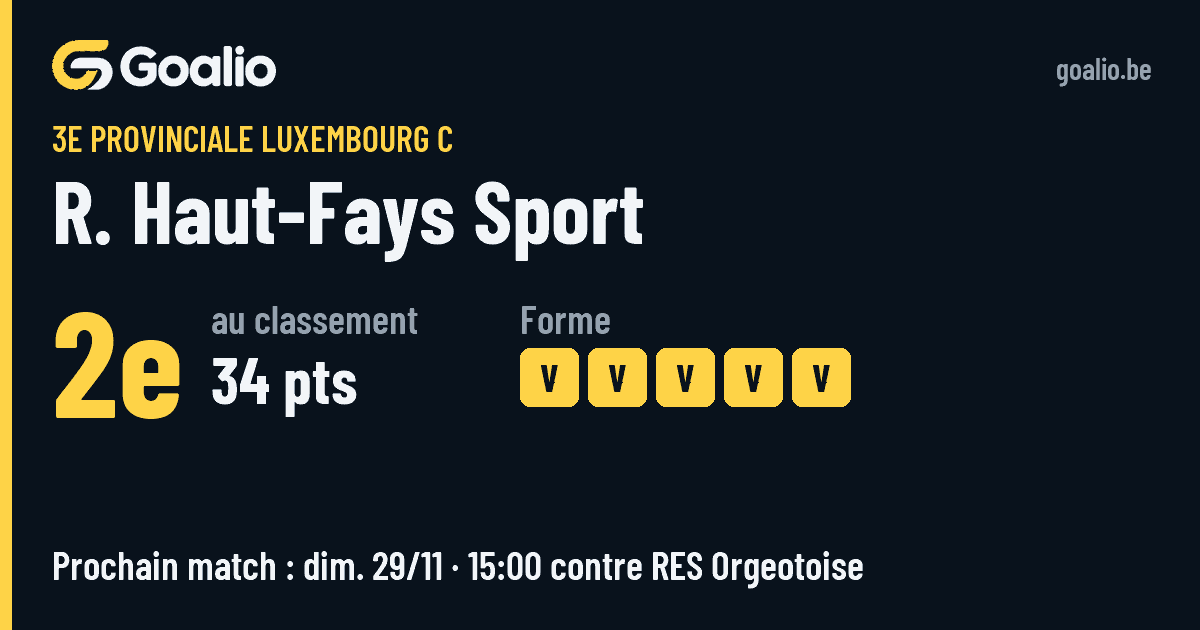 Goalio
goalio.be
3E PROVINCIALE LUXEMBOURG C
R. Haut-Fays Sport
2e
au classement
34 pts
Forme
V V V V V
Prochain match : dim. 29/11 · 15:00 contre RES Orgeotoise